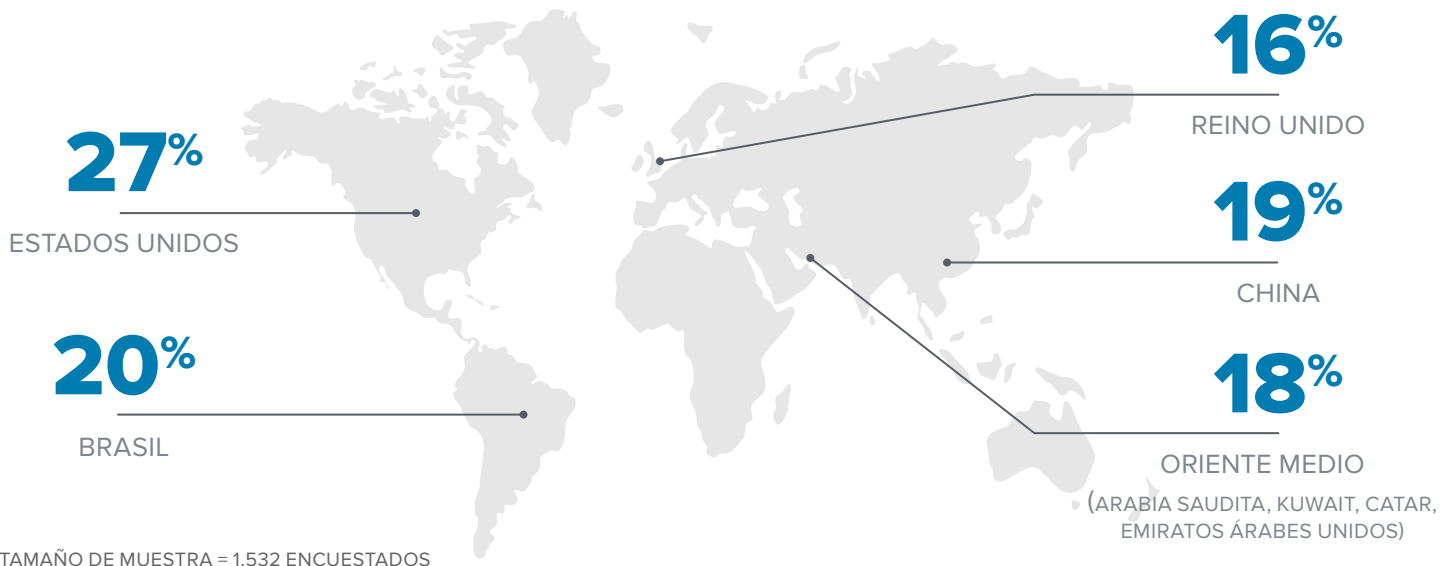 27%
ESTADOS UNIDOS
20%
BRASIL
16%
REINO UNIDO
19%
CHINA
18%
ORIENTE MEDIO
(ARABIA SAUDITA, KUWAIT, CATAR,
EMIRATOS ÁRABES UNIDOS)
TAMAÑO DE MUESTRA = 1.532 ENCUESTADOS